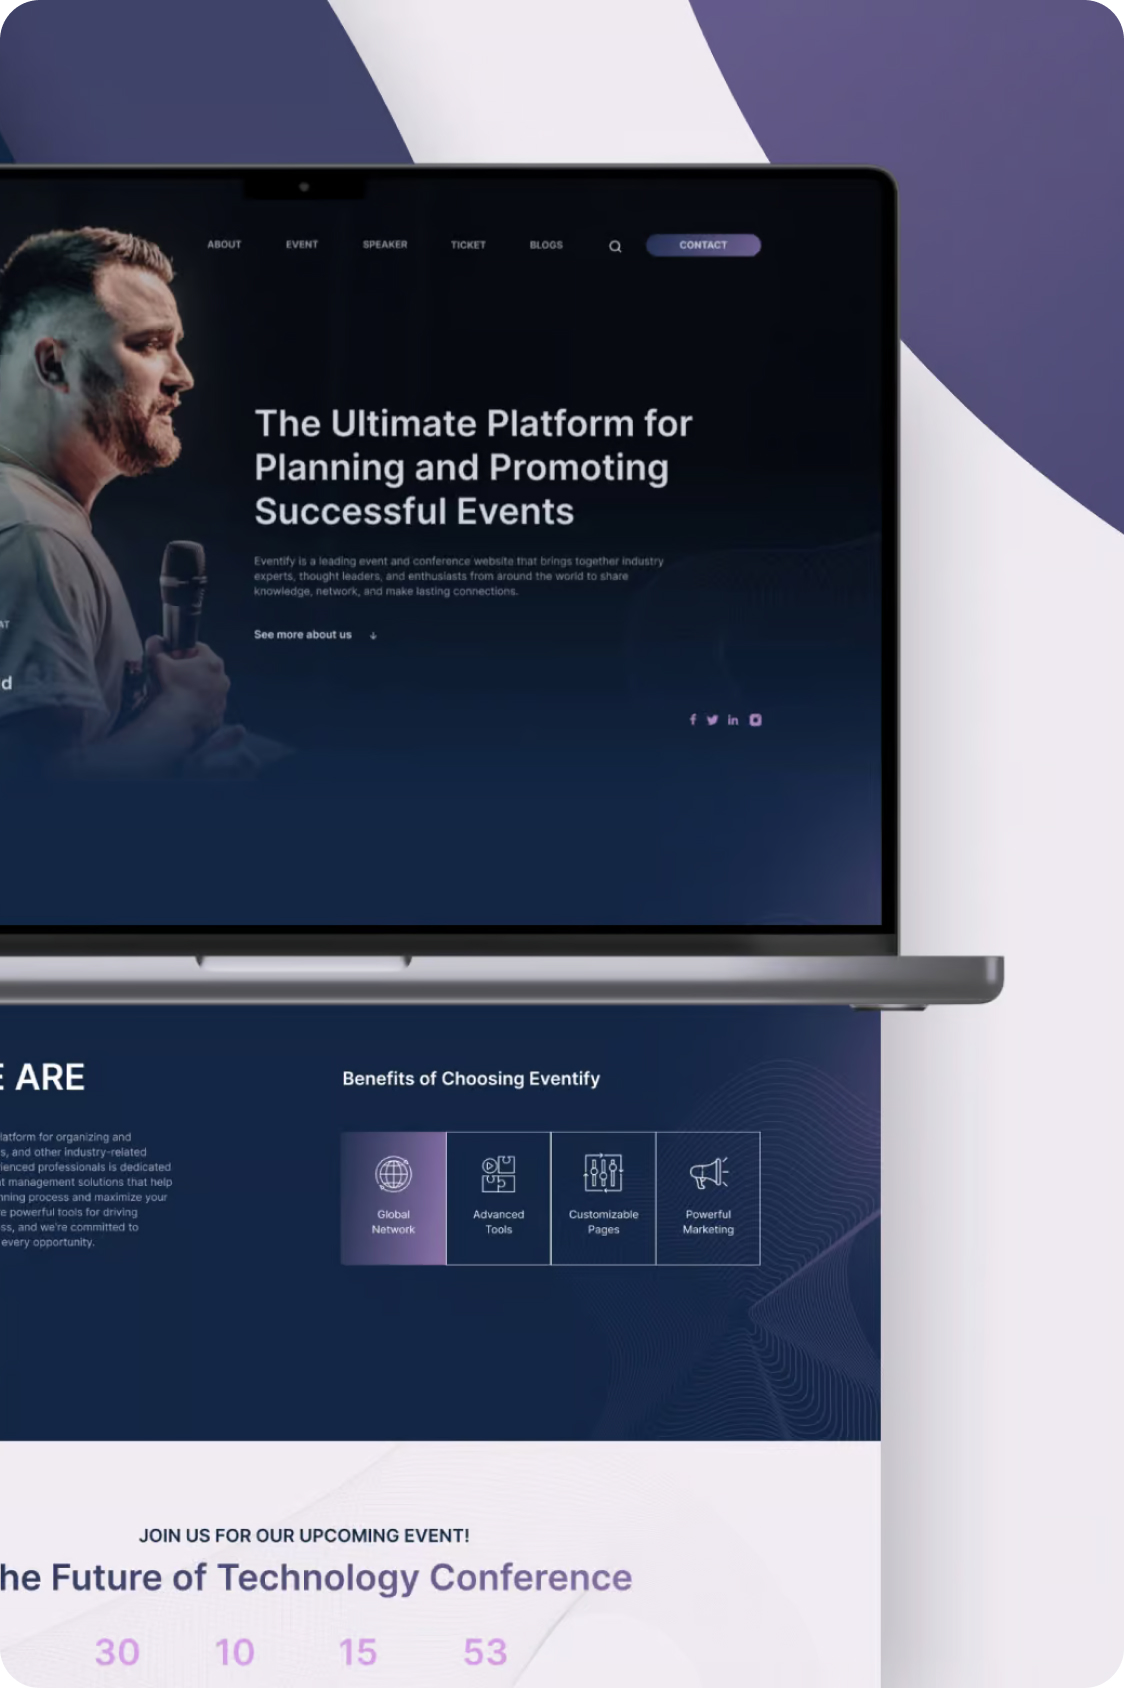 ABOUT EVENT SPEAKER TICKET BLOGS CONTACT
The Ultimate Platform for
Planning and Promoting
Successful Events
Eventify is a leading event and conference website that brings together industry
experts, thought leaders, and enthusiasts from around the world to share
knowledge, network, and make lasting connections.
See more about us
AT
d
E ARE
latform for organizing and
s, and other industry-related
ienced professionals is dedicated
t management solutions that help
nning process and maximize your
e powerful tools for driving
ss, and we're committed to
every opportunity.
Benefits of Choosing Eventify
Global
Network
Advanced
Tools
Customizable
Pages
Powerful
Marketing
JOIN US FOR OUR UPCOMING EVENT!
he Future of Technology Conference
30 10 15 53